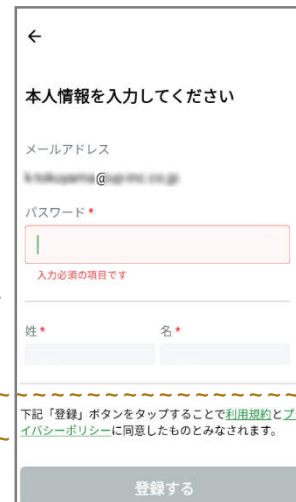 本人情報を入力してください
メールアドレス
@
パスワード *
入力必須の項目です
姓 * 名 *
下記「登録」ボタンをタップすることで利用規約とプ
イバシーポリシーに同意したものとみなされます。
登録する